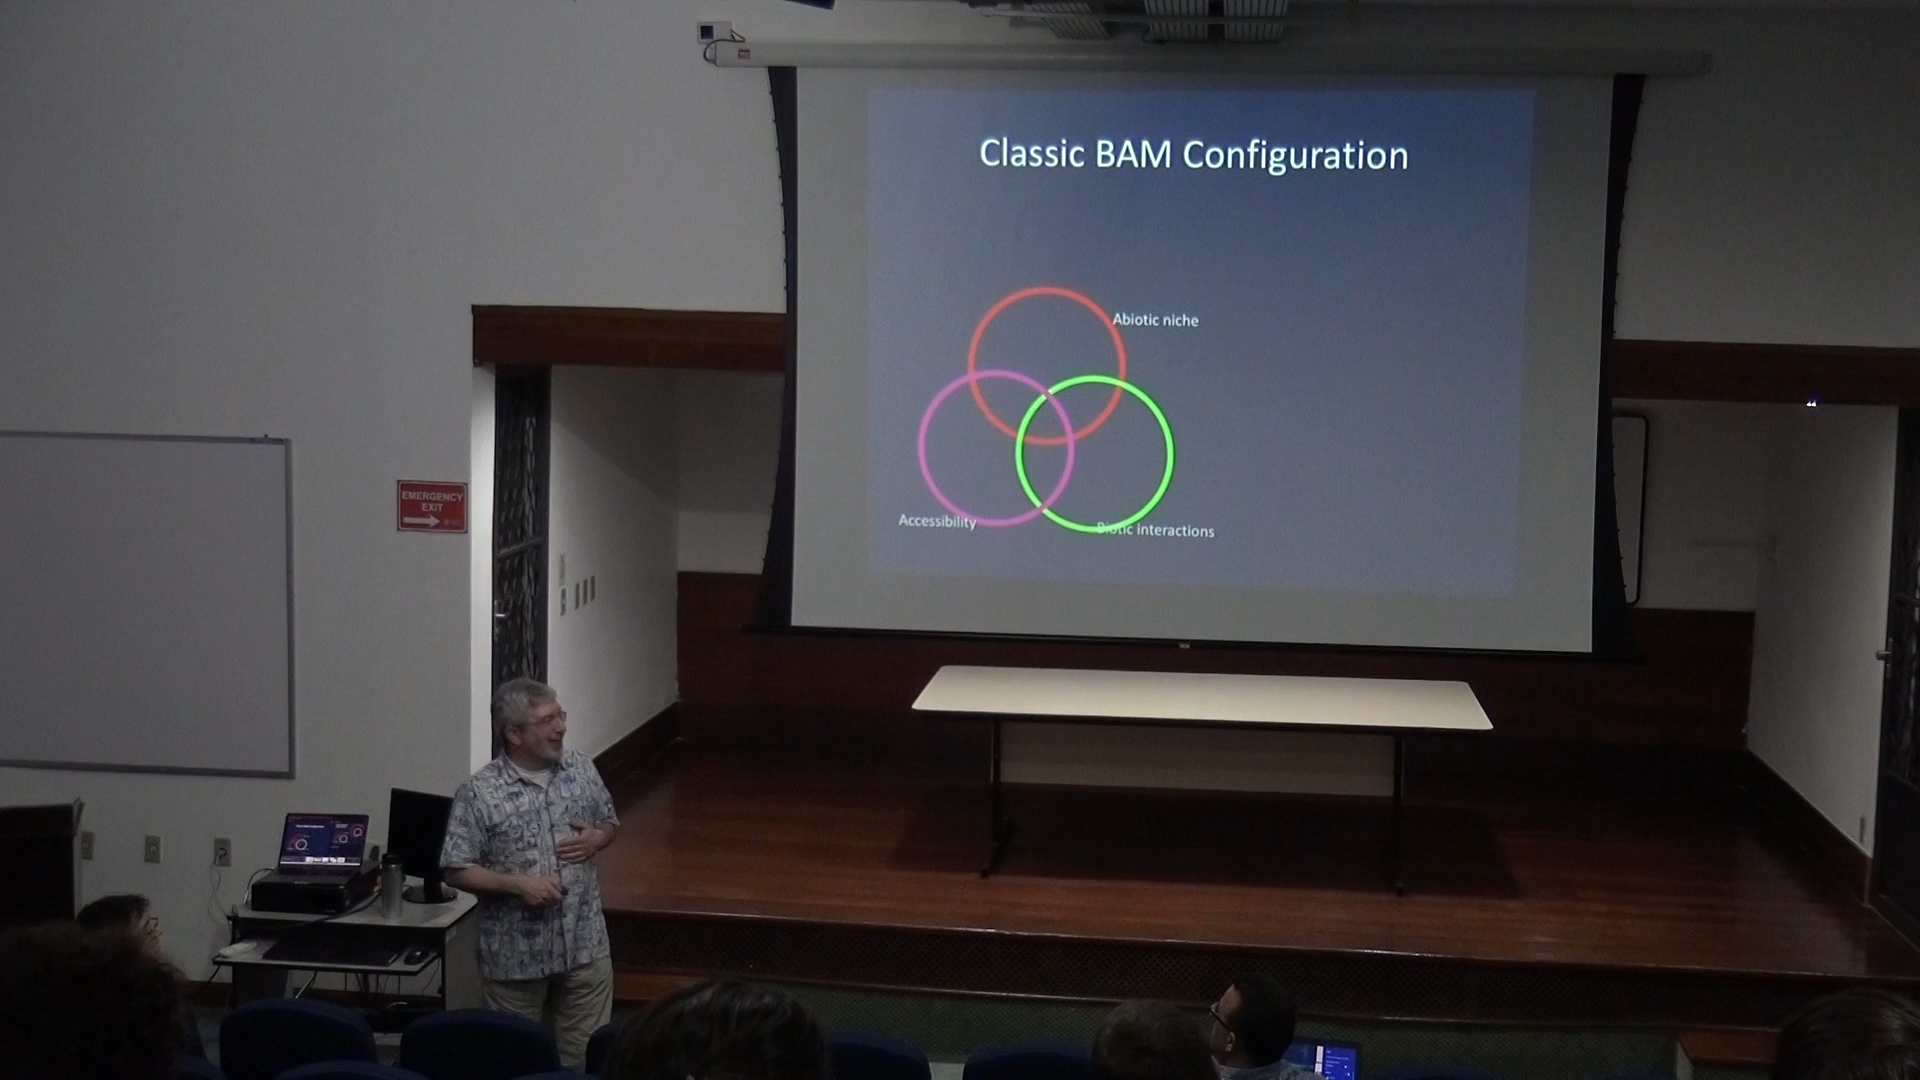 Classic BAM Configuration
Abiotic niche
Accessibility
Biotic interactions
EMERGENCY
EXIT